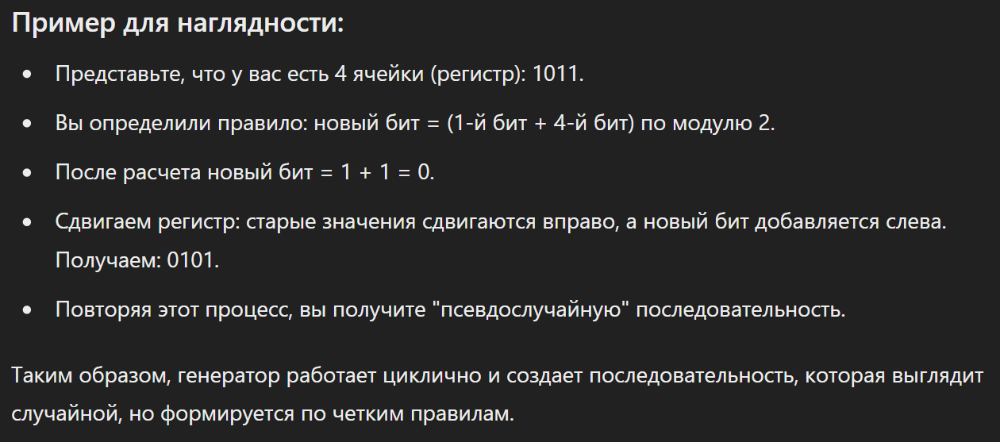 Пример для наглядности:
• Представьте, что у вас есть 4 ячейки (регистр): 1011.
• Вы определили правило: новый бит = (1-й бит + 4-й бит) по модулю 2.
• После расчета новый бит = 1 + 1 = 0.
• Сдвигаем регистр: старые значения сдвигаются вправо, а новый бит добавляется слева.
Получаем: 0101.
• Повторяя этот процесс, вы получите "псевдослучайную" последовательность.
Таким образом, генератор работает циклично и создает последовательность, которая выглядит
случайной, но формируется по четким правилам.